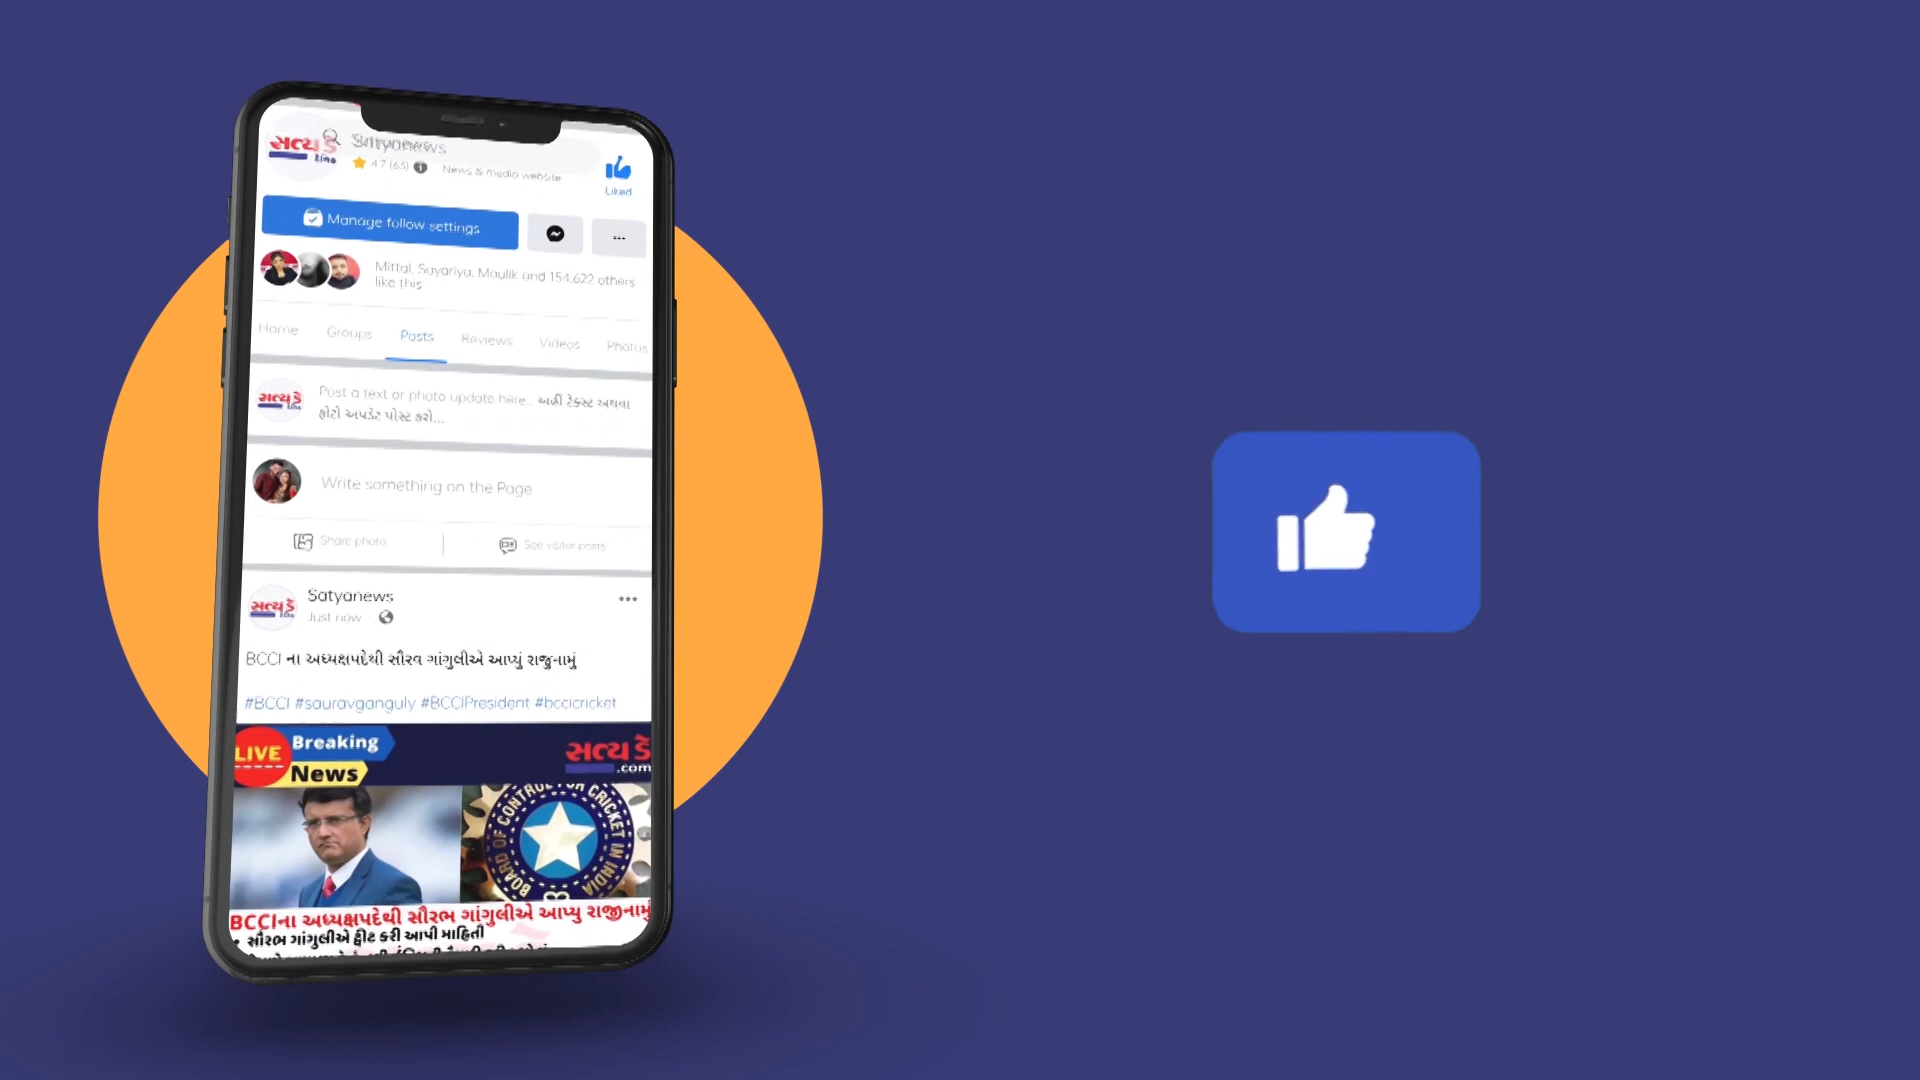 સત્ય ડે
દૈનિક
Satyanews
4.7 (63)
News & media website
Liked
Manage follow settings
Mittal, Sayariya, Maulik and 154,622 others
like this
Home Groups Posts Reviews Videos Photos
સત્ય ડે
Post a text or photo update here... અહીં ટેક્સ્ટ અથવા
ફોટો અપડેટ પોસ્ટ કરો...
Write something on the Page
Share photo
See visitor posts
સત્ય ડે
Satyanews
Just now
BCCI ના અધ્યક્ષપદેથી સૌરવ ગાંગુલીએ આપ્યું રાજુનામું
#BCCI #souravganguly #BCCIPresident #bccicricket
LIVE
Breaking
News
સત્ય ડે
.com
BOARD OF CONTROL FOR CRICKET IN INDIA
BCCIના અધ્યક્ષપદેથી સૌરભ ગાંગુલીએ આપ્યુ રાજીનામુ
• સૌરભ ગાંગુલીએ ટ્વીટ કરી આપી માહિતી